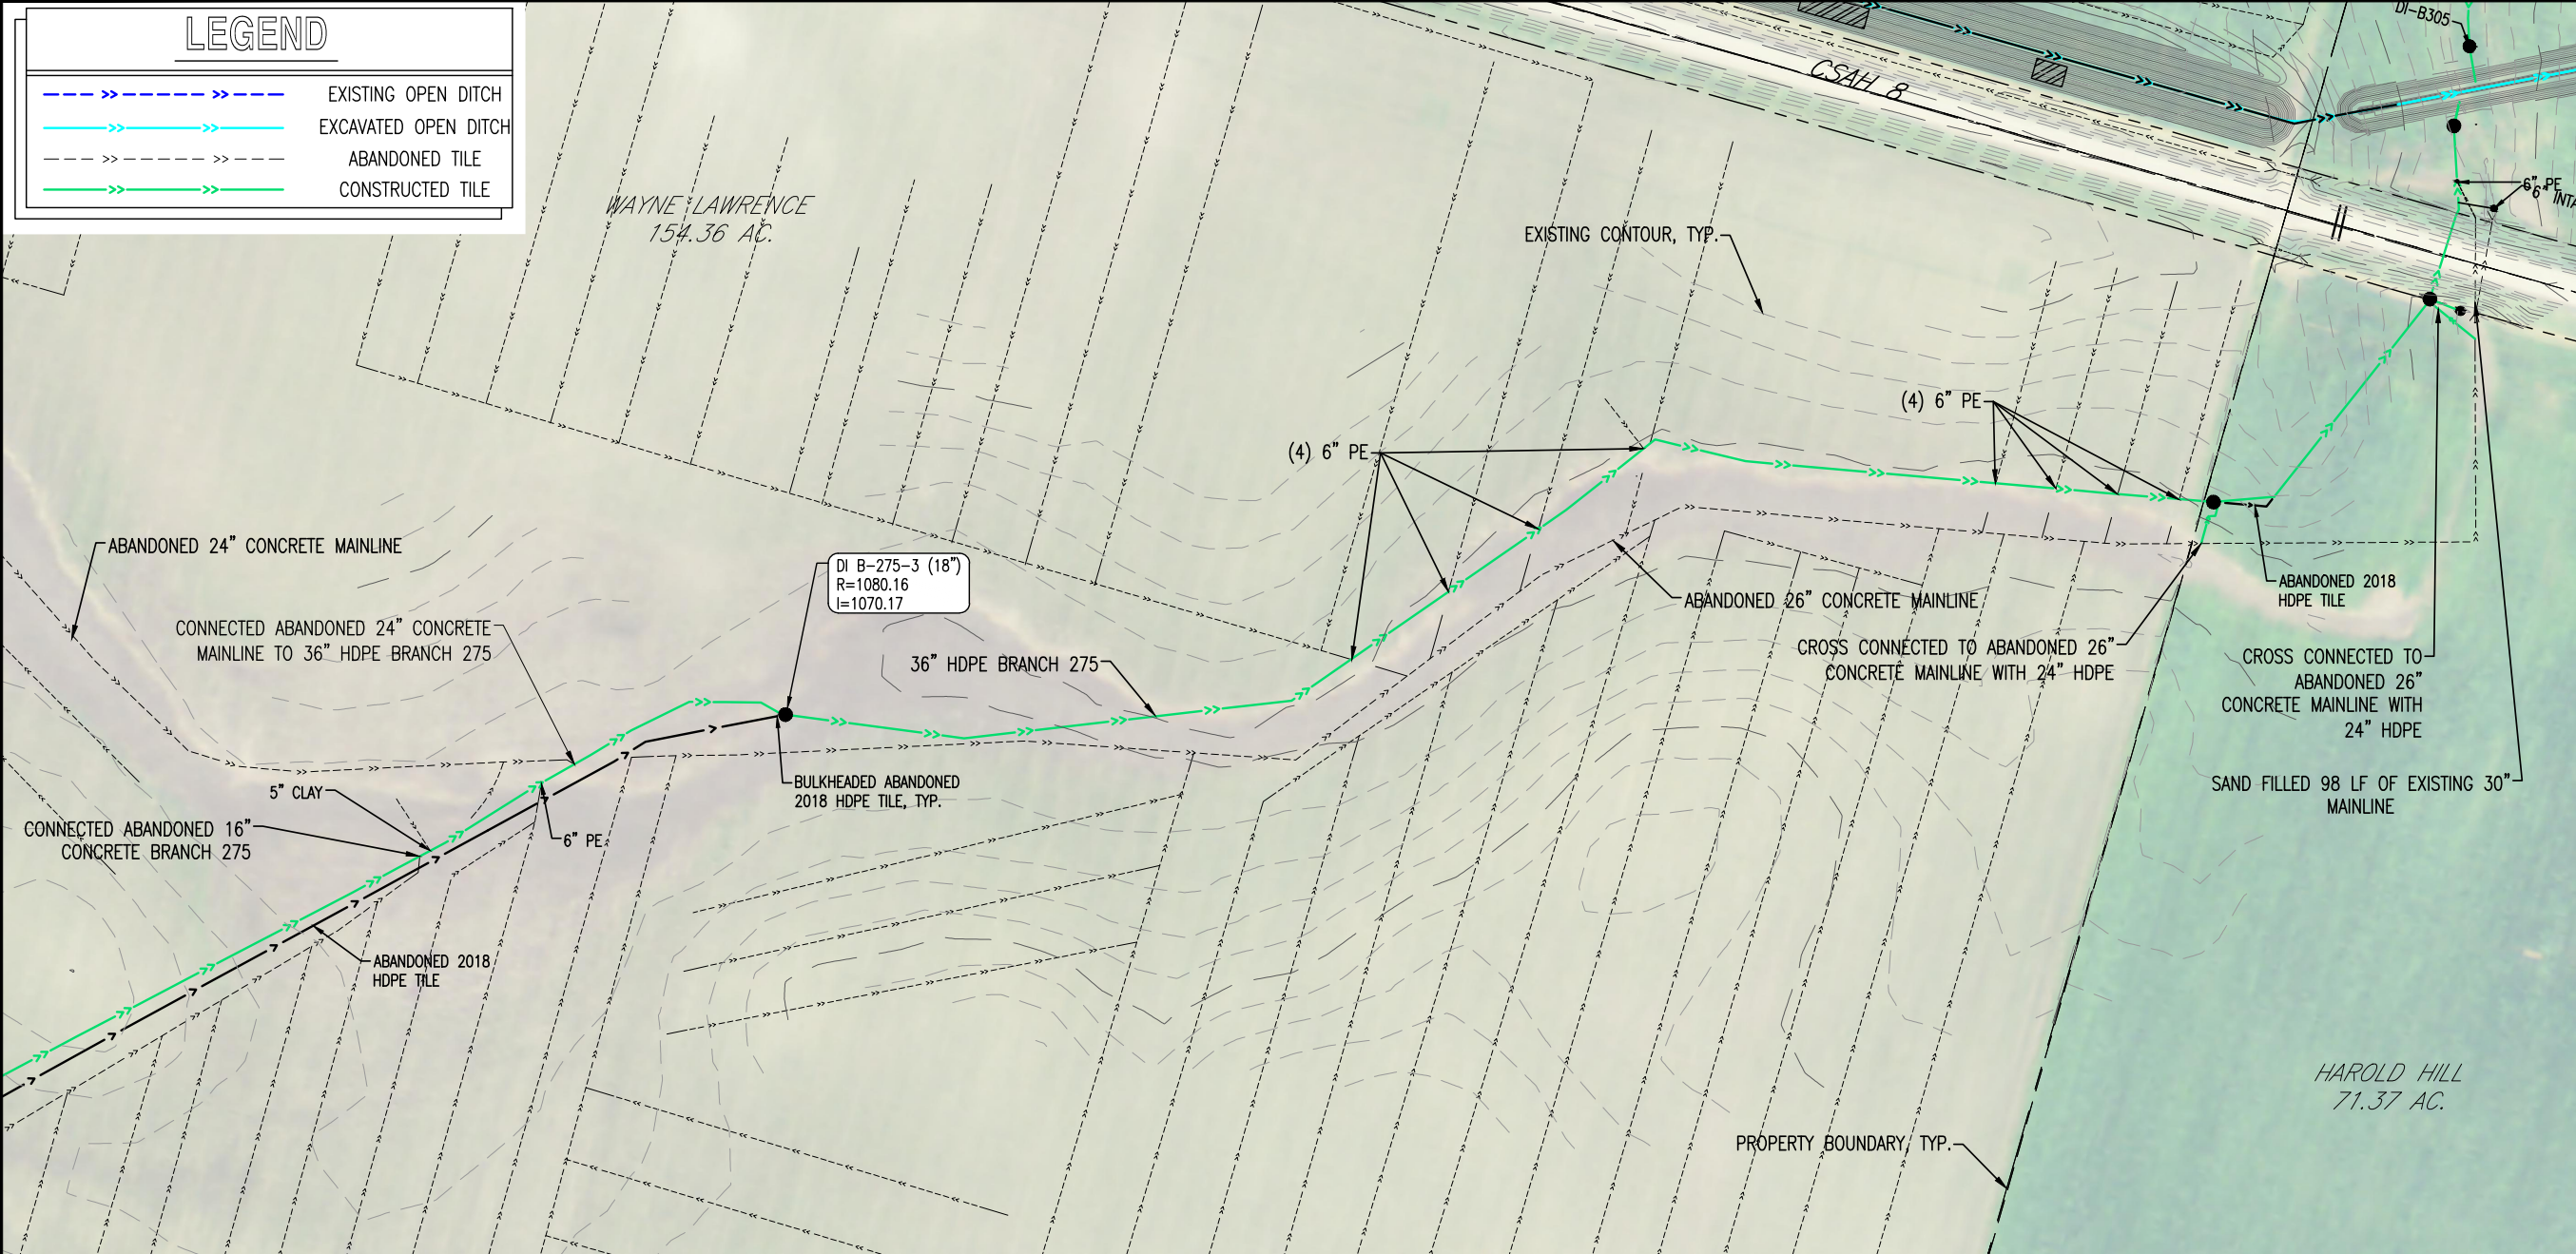 LEGEND
EXISTING OPEN DITCH
EXCAVATED OPEN DITCH
ABANDONED TILE
CONSTRUCTED TILE
WAYNE LAWRENCE
154.36 AC.
CSAH 8
DI-B305
6" PE
6" INTA
EXISTING CONTOUR, TYP.
(4) 6" PE
(4) 6" PE
ABANDONED 24" CONCRETE MAINLINE
DI B-275-3 (18")
R=1080.16
I=1070.17
CONNECTED ABANDONED 24" CONCRETE
MAINLINE TO 36" HDPE BRANCH 275
36" HDPE BRANCH 275
ABANDONED 26" CONCRETE MAINLINE
ABANDONED 2018
HDPE TILE
CROSS CONNECTED TO ABANDONED 26"
CONCRETE MAINLINE WITH 24" HDPE
CROSS CONNECTED TO
ABANDONED 26"
CONCRETE MAINLINE WITH
24" HDPE
BULKHEADED ABANDONED
2018 HDPE TILE, TYP.
5" CLAY
SAND FILLED 98 LF OF EXISTING 30"
MAINLINE
CONNECTED ABANDONED 16"
CONCRETE BRANCH 275
6" PE
ABANDONED 2018
HDPE TILE
HAROLD HILL
71.37 AC.
PROPERTY BOUNDARY, TYP.